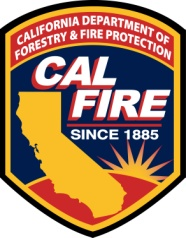 CALIFORNIA DEPARTMENT OF
FORESTRY & FIRE PROTECTION
CAL
FIRE
SINCE 1885